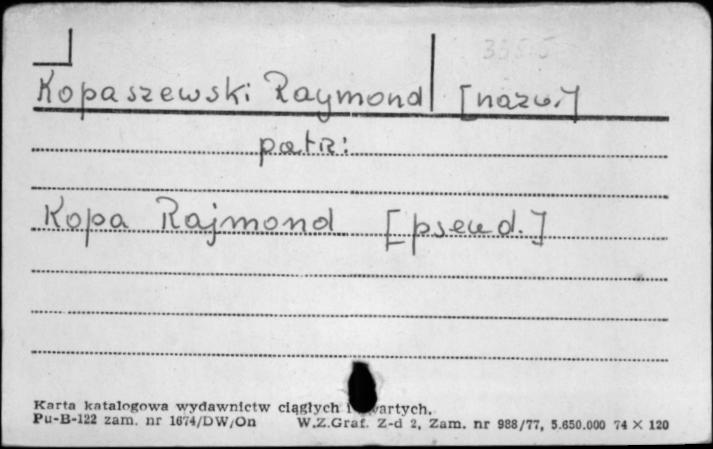 Kopaszewski Raymond [nazw.]
patrz:
Kopa Rajmond [pseud.]
Karta katalogowa wydawnictw ciągłych i
Pu-B-122 zam. nr 1674/DW/On W.Z.Graf. Z-d 2, Zam. nr 988/77, 5.650.000 74 × 120